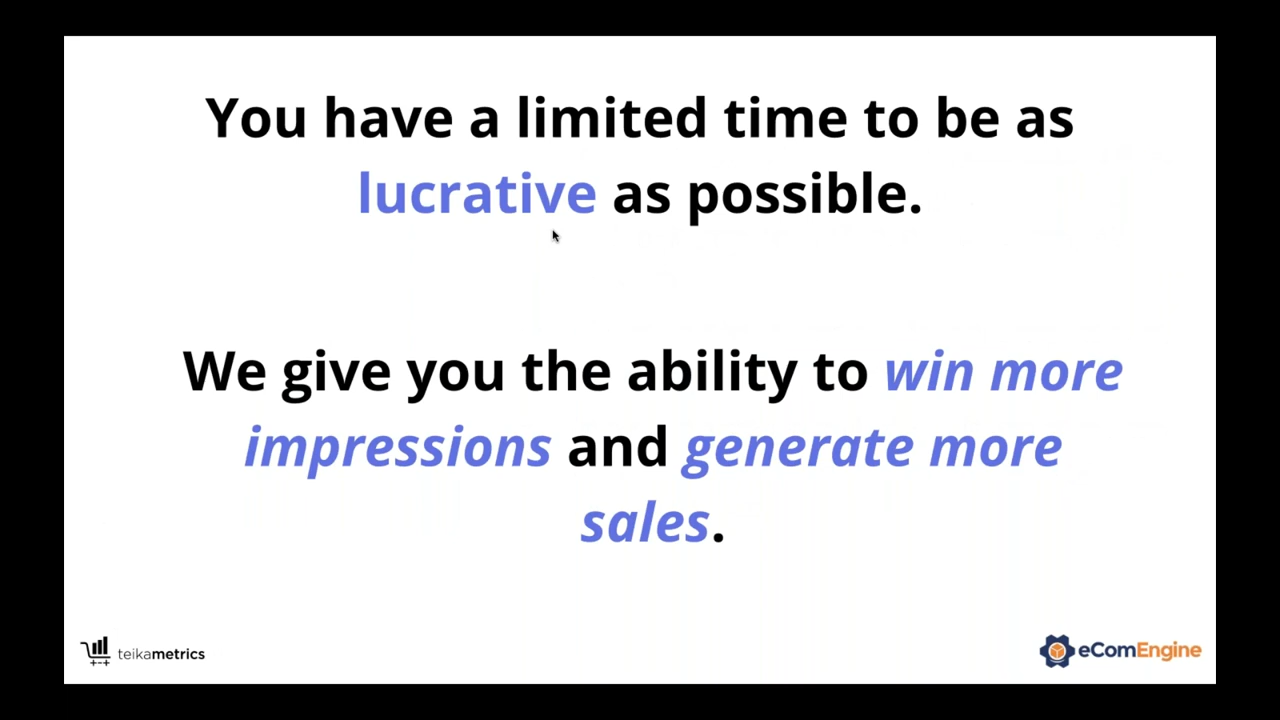 You have a limited time to be as
lucrative as possible.
We give you the ability to win more
impressions and generate more
sales.
teikametrics
eComEngine